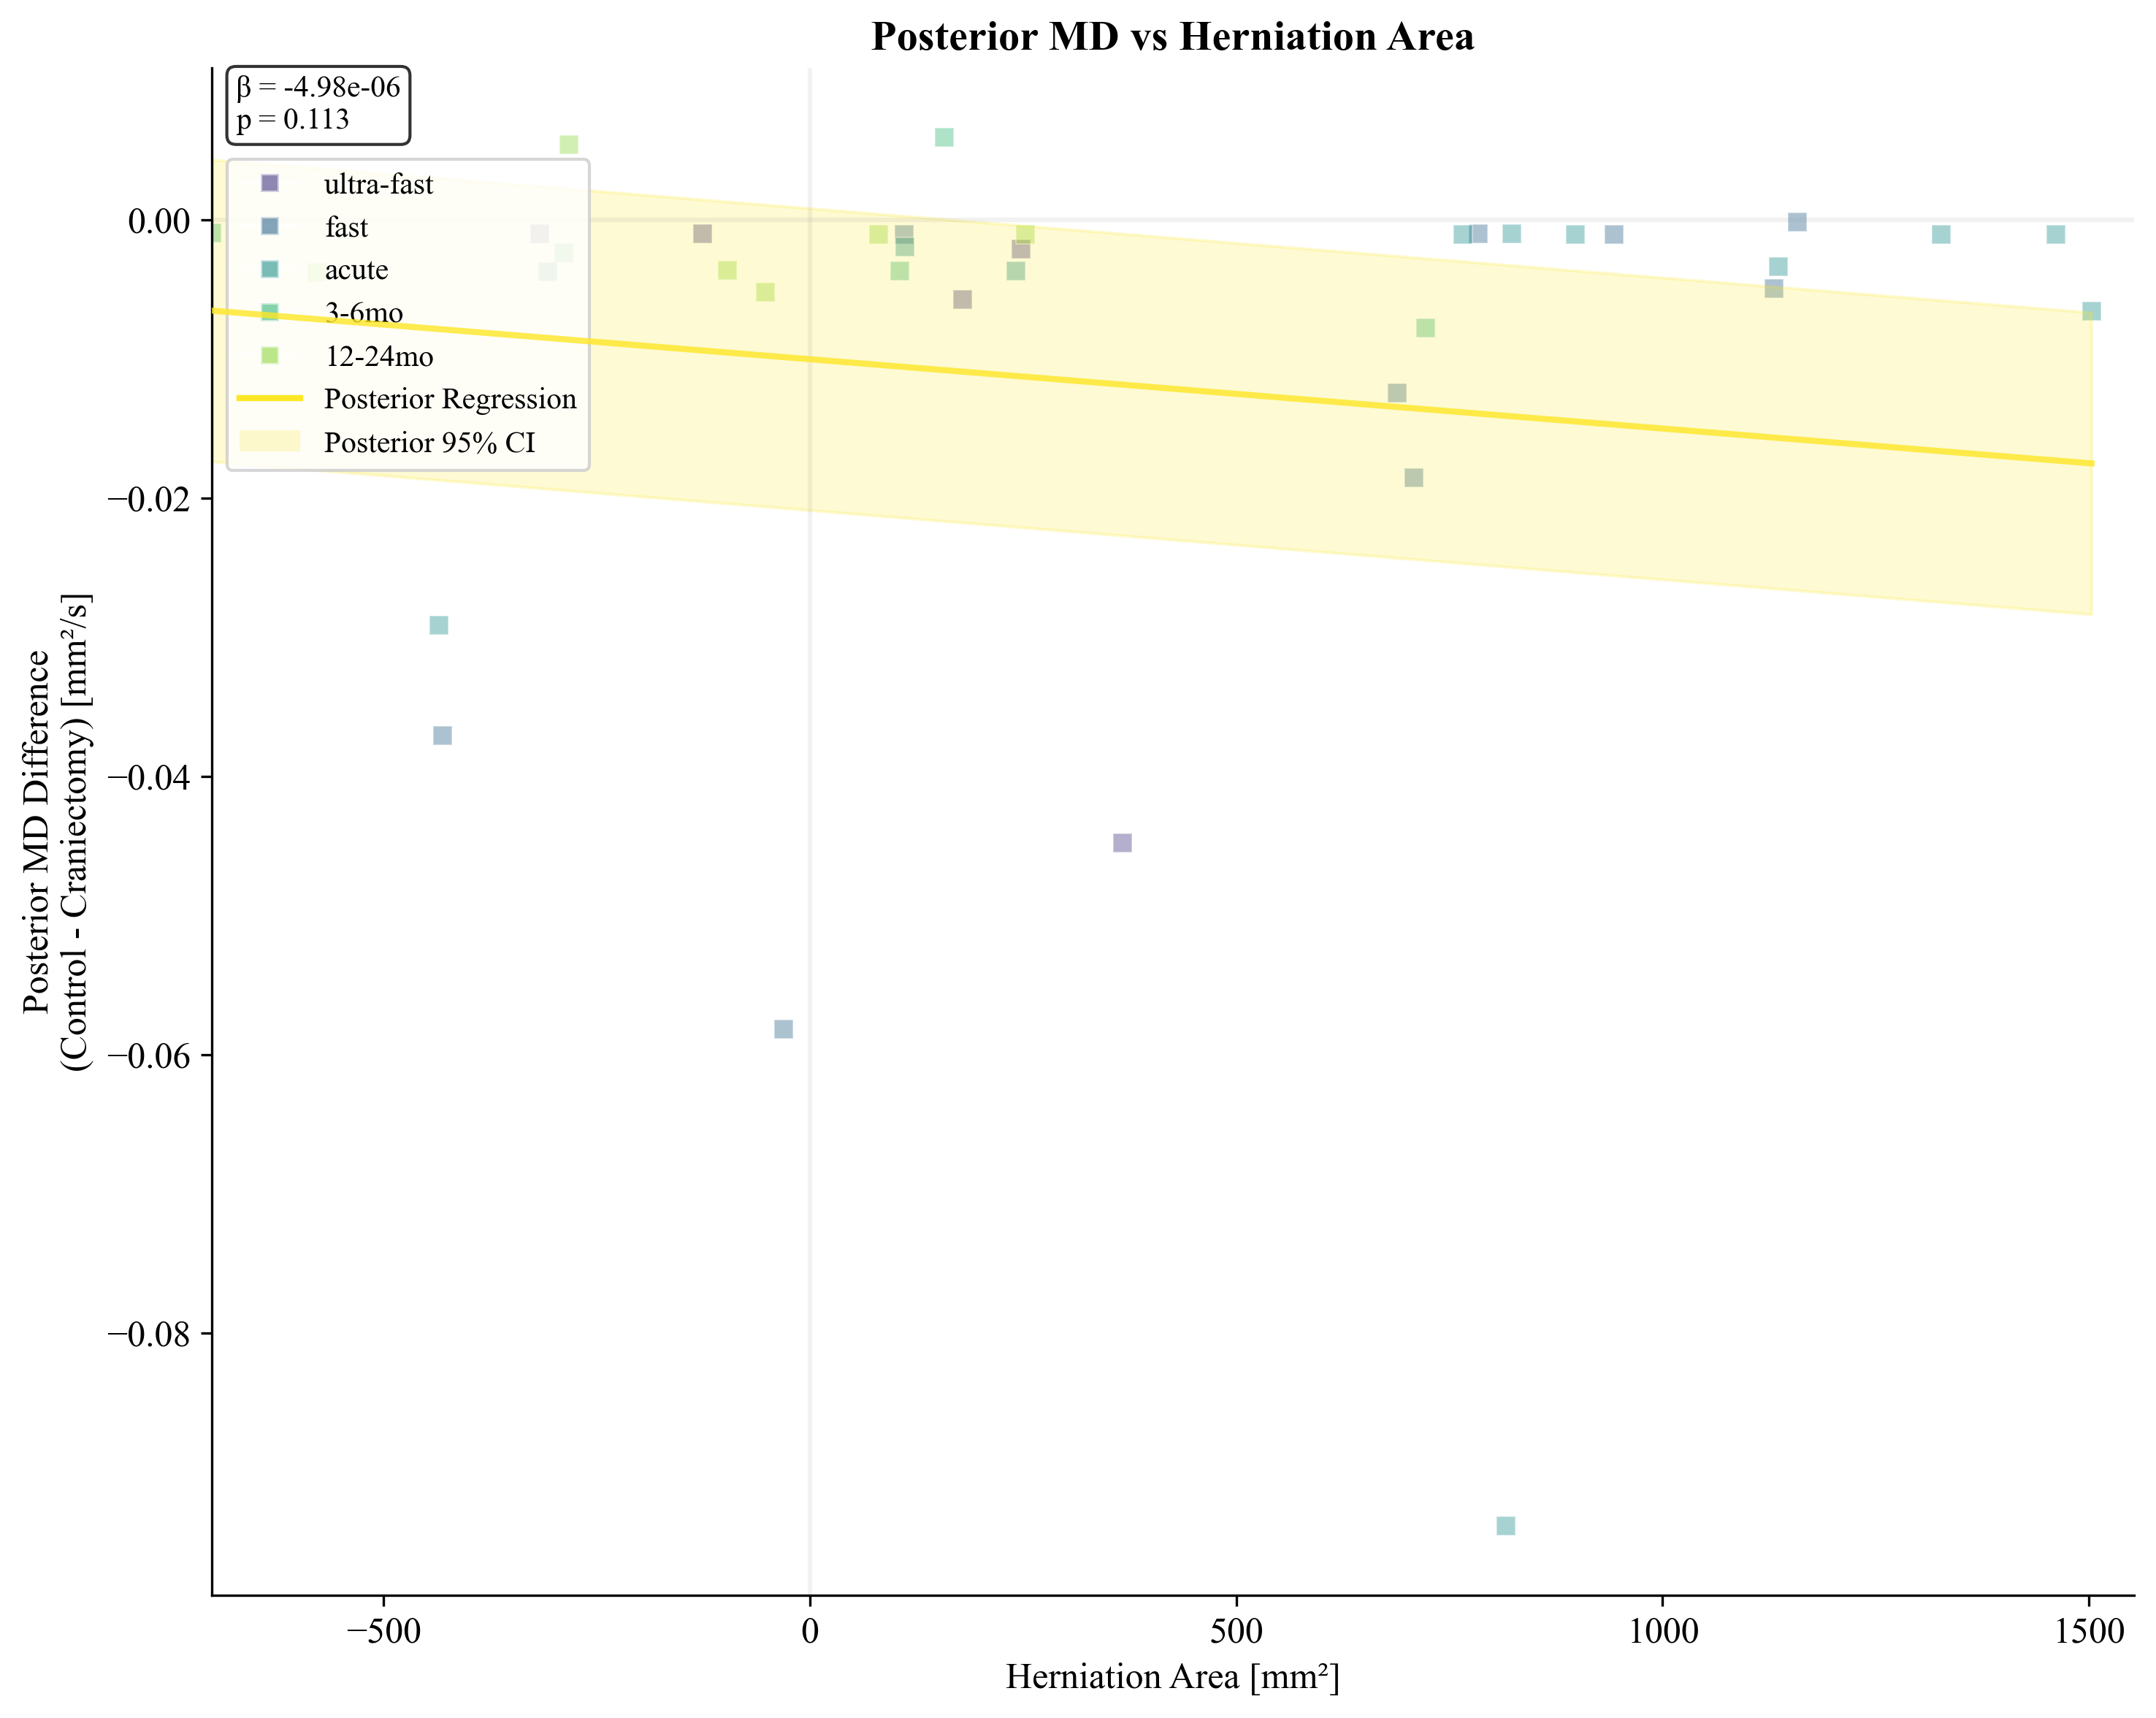 Posterior MD vs Herniation Area
β = -4.98e-06
p = 0.113
ultra-fast
fast
acute
3-6mo
12-24mo
Posterior Regression
Posterior 95% CI
0.00
−0.02
−0.04
−0.06
−0.08
Posterior MD Difference
(Control - Craniectomy) [mm²/s]
−500
0
500
1000
1500
Herniation Area [mm²]